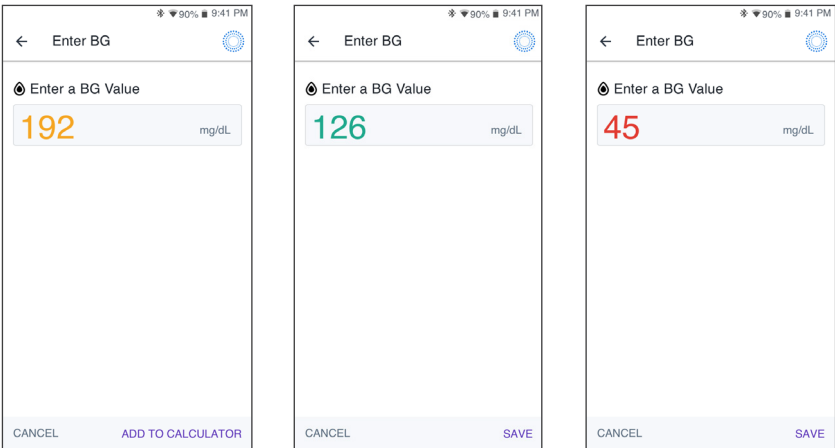 90% 9:41 PM
Enter BG
Enter a BG Value
192 mg/dL
CANCEL ADD TO CALCULATOR
90% 9:41 PM
Enter BG
Enter a BG Value
126 mg/dL
CANCEL SAVE
90% 9:41 PM
Enter BG
Enter a BG Value
45 mg/dL
CANCEL SAVE